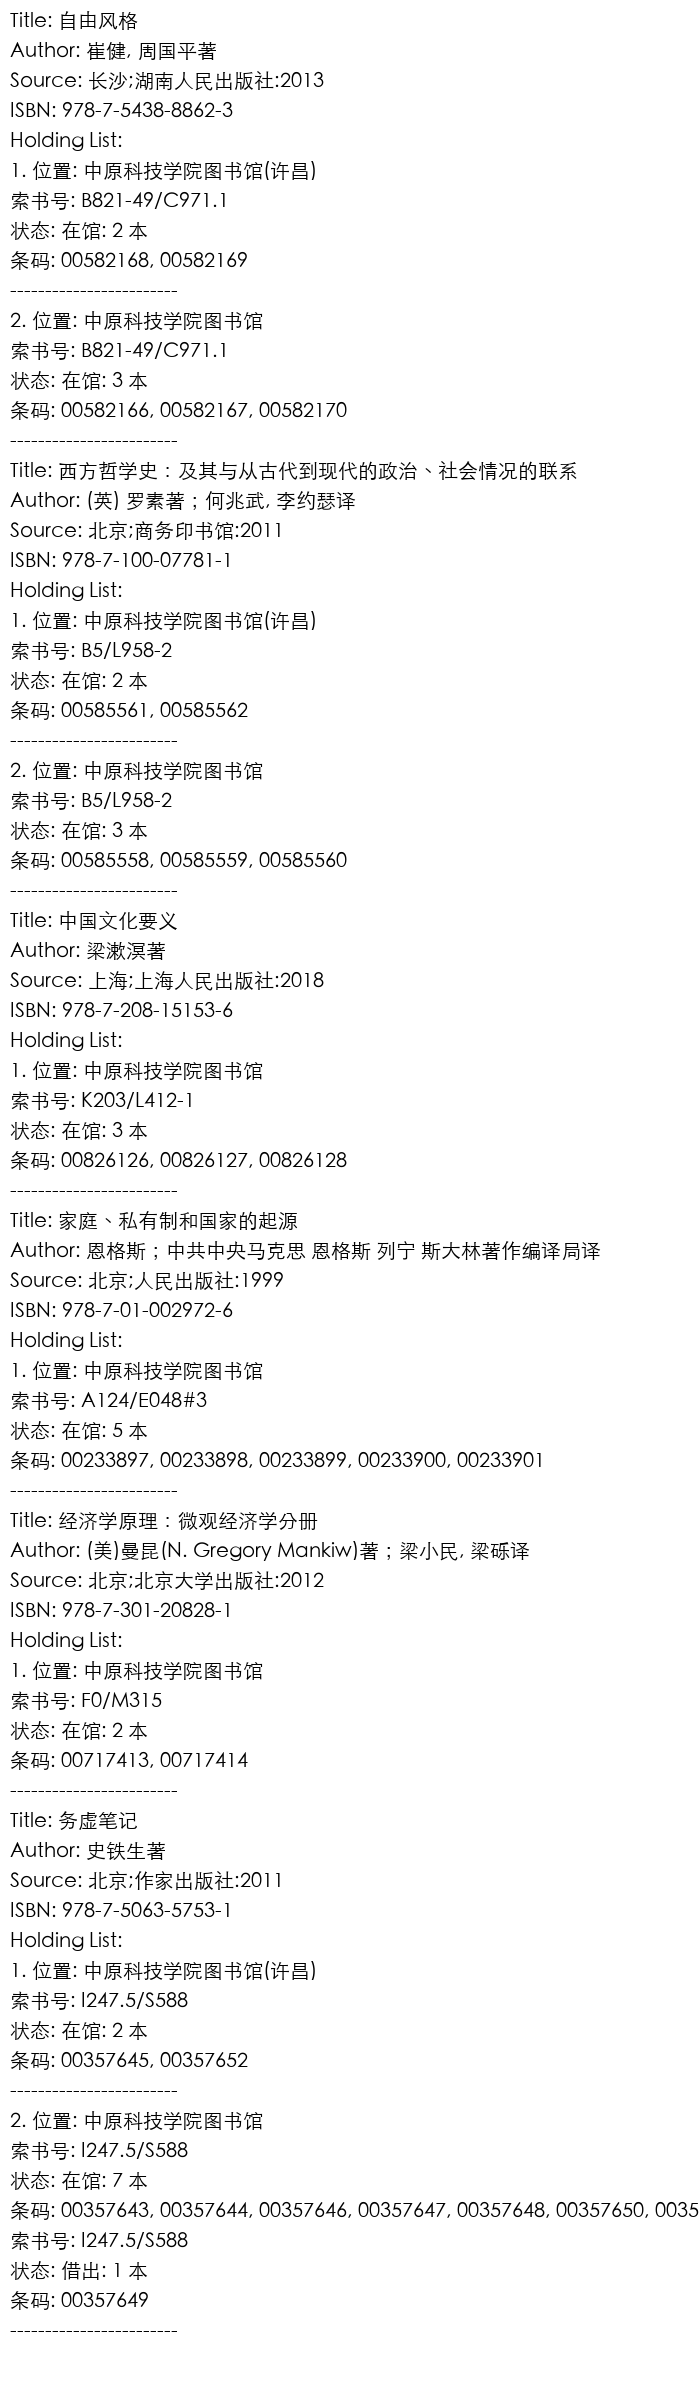 Title: 自由风格
Author: 崔健, 周国平著
Source: 长沙;湖南人民出版社:2013
ISBN: 978-7-5438-8862-3
Holding List:
1. 位置: 中原科技学院图书馆(许昌)
索书号: B821-49/C971.1
状态: 在馆: 2 本
条码: 00582168, 00582169
------------------------
2. 位置: 中原科技学院图书馆
索书号: B821-49/C971.1
状态: 在馆: 3 本
条码: 00582166, 00582167, 00582170
------------------------
Title: 西方哲学史：及其与从古代到现代的政治、社会情况的联系
Author: (英) 罗素著；何兆武, 李约瑟译
Source: 北京;商务印书馆:2011
ISBN: 978-7-100-07781-1
Holding List:
1. 位置: 中原科技学院图书馆(许昌)
索书号: B5/L958-2
状态: 在馆: 2 本
条码: 00585561, 00585562
------------------------
2. 位置: 中原科技学院图书馆
索书号: B5/L958-2
状态: 在馆: 3 本
条码: 00585558, 00585559, 00585560
------------------------
Title: 中国文化要义
Author: 梁漱溟著
Source: 上海;上海人民出版社:2018
ISBN: 978-7-208-15153-6
Holding List:
1. 位置: 中原科技学院图书馆
索书号: K203/L412-1
状态: 在馆: 3 本
条码: 00826126, 00826127, 00826128
------------------------
Title: 家庭、私有制和国家的起源
Author: 恩格斯；中共中央马克思 恩格斯 列宁 斯大林著作编译局译
Source: 北京;人民出版社:1999
ISBN: 978-7-01-002972-6
Holding List:
1. 位置: 中原科技学院图书馆
索书号: A124/E048#3
状态: 在馆: 5 本
条码: 00233897, 00233898, 00233899, 00233900, 00233901
------------------------
Title: 经济学原理：微观经济学分册
Author: (美)曼昆(N. Gregory Mankiw)著；梁小民, 梁砾译
Source: 北京;北京大学出版社:2012
ISBN: 978-7-301-20828-1
Holding List:
1. 位置: 中原科技学院图书馆
索书号: F0/M315
状态: 在馆: 2 本
条码: 00717413, 00717414
------------------------
Title: 务虚笔记
Author: 史铁生著
Source: 北京;作家出版社:2011
ISBN: 978-7-5063-5753-1
Holding List:
1. 位置: 中原科技学院图书馆(许昌)
索书号: I247.5/S588
状态: 在馆: 2 本
条码: 00357645, 00357652
------------------------
2. 位置: 中原科技学院图书馆
索书号: I247.5/S588
状态: 在馆: 7 本
条码: 00357643, 00357644, 00357646, 00357647, 00357648, 00357650, 0035
索书号: I247.5/S588
状态: 借出: 1 本
条码: 00357649
------------------------